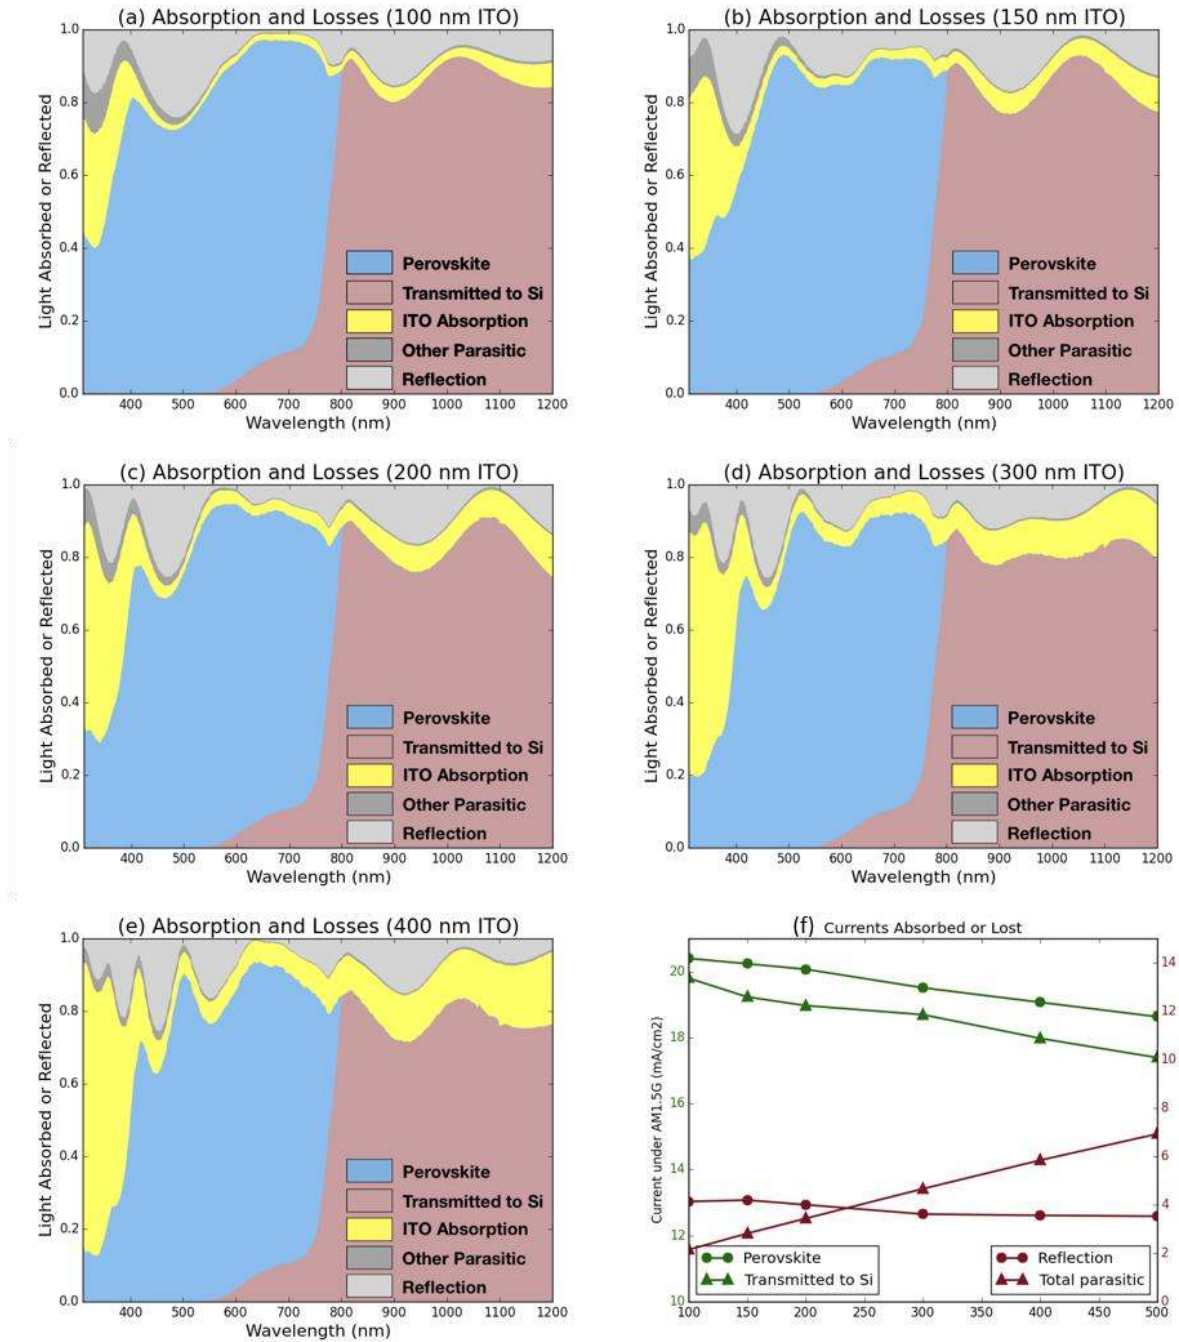 (a) Absorption and Losses (100 nm ITO)
Light Absorbed or Reflected
1.0
0.8
0.6
0.4
0.2
0.0
Perovskite
Transmitted to Si
ITO Absorption
Other Parasitic
Reflection
400 500 600 700 800 900 1000 1100 1200
Wavelength (nm)
(b) Absorption and Losses (150 nm ITO)
Light Absorbed or Reflected
1.0
0.8
0.6
0.4
0.2
0.0
Perovskite
Transmitted to Si
ITO Absorption
Other Parasitic
Reflection
400 500 600 700 800 900 1000 1100 1200
Wavelength (nm)
(c) Absorption and Losses (200 nm ITO)
Light Absorbed or Reflected
1.0
0.8
0.6
0.4
0.2
0.0
Perovskite
Transmitted to Si
ITO Absorption
Other Parasitic
Reflection
400 500 600 700 800 900 1000 1100 1200
Wavelength (nm)
(d) Absorption and Losses (300 nm ITO)
Light Absorbed or Reflected
1.0
0.8
0.6
0.4
0.2
0.0
Perovskite
Transmitted to Si
ITO Absorption
Other Parasitic
Reflection
400 500 600 700 800 900 1000 1100 1200
Wavelength (nm)
(e) Absorption and Losses (400 nm ITO)
Light Absorbed or Reflected
1.0
0.8
0.6
0.4
0.2
0.0
Perovskite
Transmitted to Si
ITO Absorption
Other Parasitic
Reflection
400 500 600 700 800 900 1000 1100 1200
Wavelength (nm)
(f) Currents Absorbed or Lost
Current under AM1.5G (mA/cm2)
20
18
16
14
12
10
14
12
10
8
6
4
2
0
Perovskite
Transmitted to Si
Reflection
Total parasitic
100 150 200 250 300 350 400 450 500